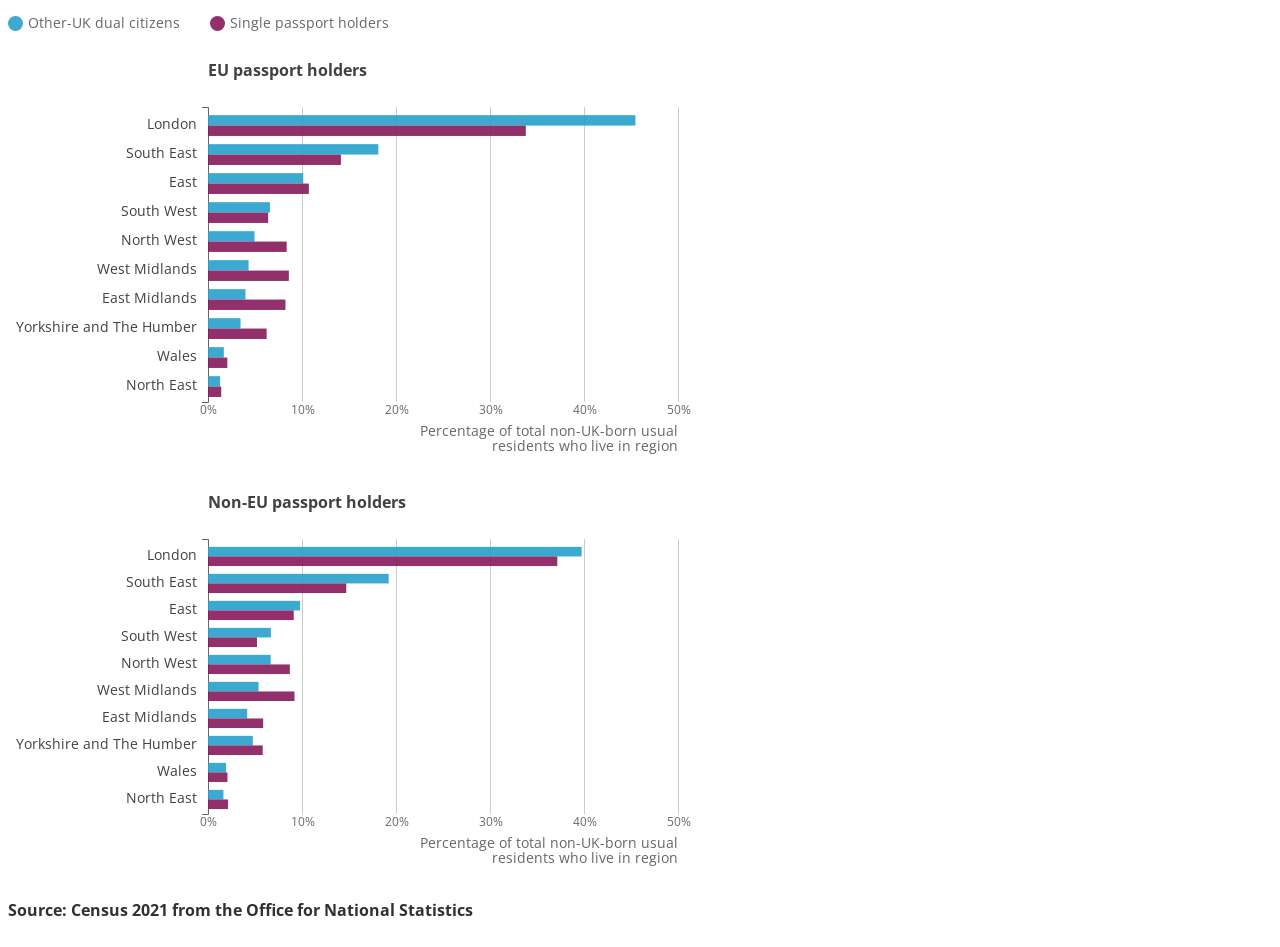 Other-UK dual citizens
Single passport holders
EU passport holders
London
South East
East
South West
North West
West Midlands
East Midlands
Yorkshire and The Humber
Wales
North East
0% 10% 20% 30% 40% 50%
Percentage of total non-UK-born usual
residents who live in region
Non-EU passport holders
London
South East
East
South West
North West
West Midlands
East Midlands
Yorkshire and The Humber
Wales
North East
0% 10% 20% 30% 40% 50%
Percentage of total non-UK-born usual
residents who live in region
Source: Census 2021 from the Office for National Statistics